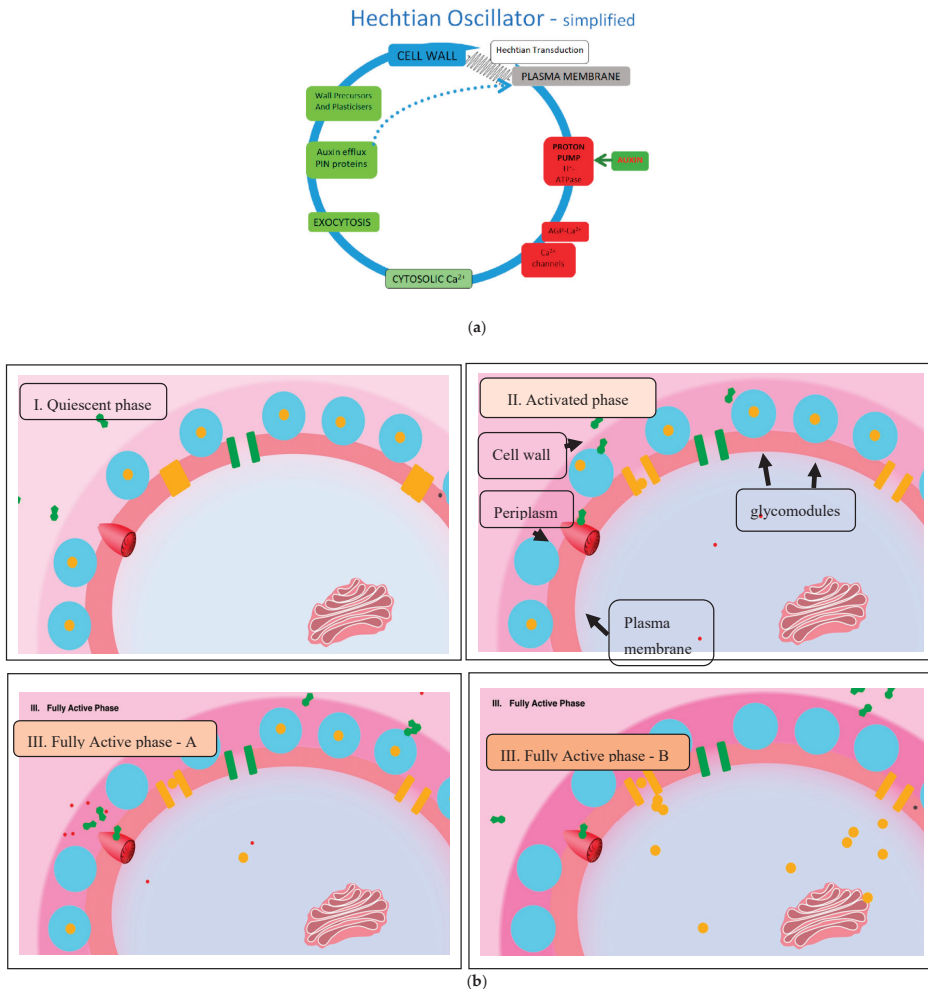 Hechtian Oscillator - simplified
CELL WALL
Hechtian Transduction
PLASMA MEMBRANE
Wall Precursors
And Plasticisers
Auxin efflux
PIN proteins
PROTON
PUMP
H⁺-
ATPase
AUXIN
EXOCYTOSIS
AGP-Ca²⁺
Ca²⁺
channels
CYTOSOLIC Ca²⁺
(a)
I. Quiescent phase
II. Activated phase
Cell wall
Periplasm
glycomodules
Plasma
membrane
III. Fully Active Phase
III. Fully Active phase - A
III. Fully Active Phase
III. Fully Active phase - B
(b)